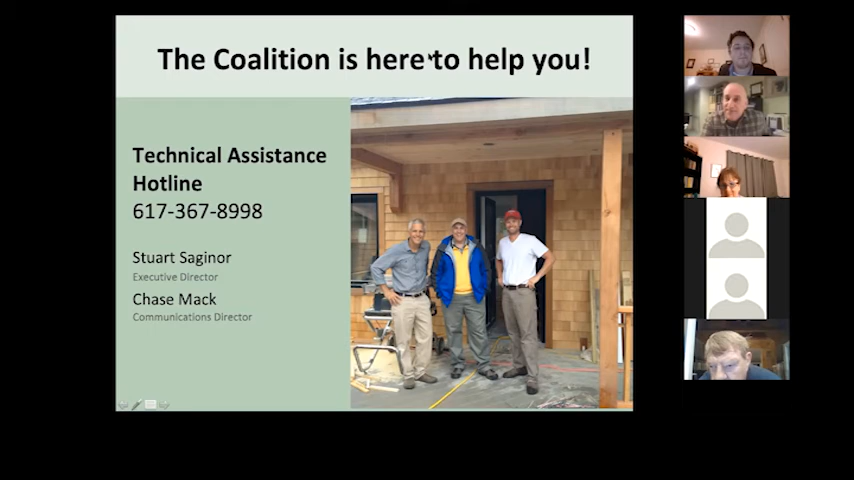 The Coalition is here to help you!
Technical Assistance
Hotline
617-367-8998
Stuart Saginor
Executive Director
Chase Mack
Communications Director